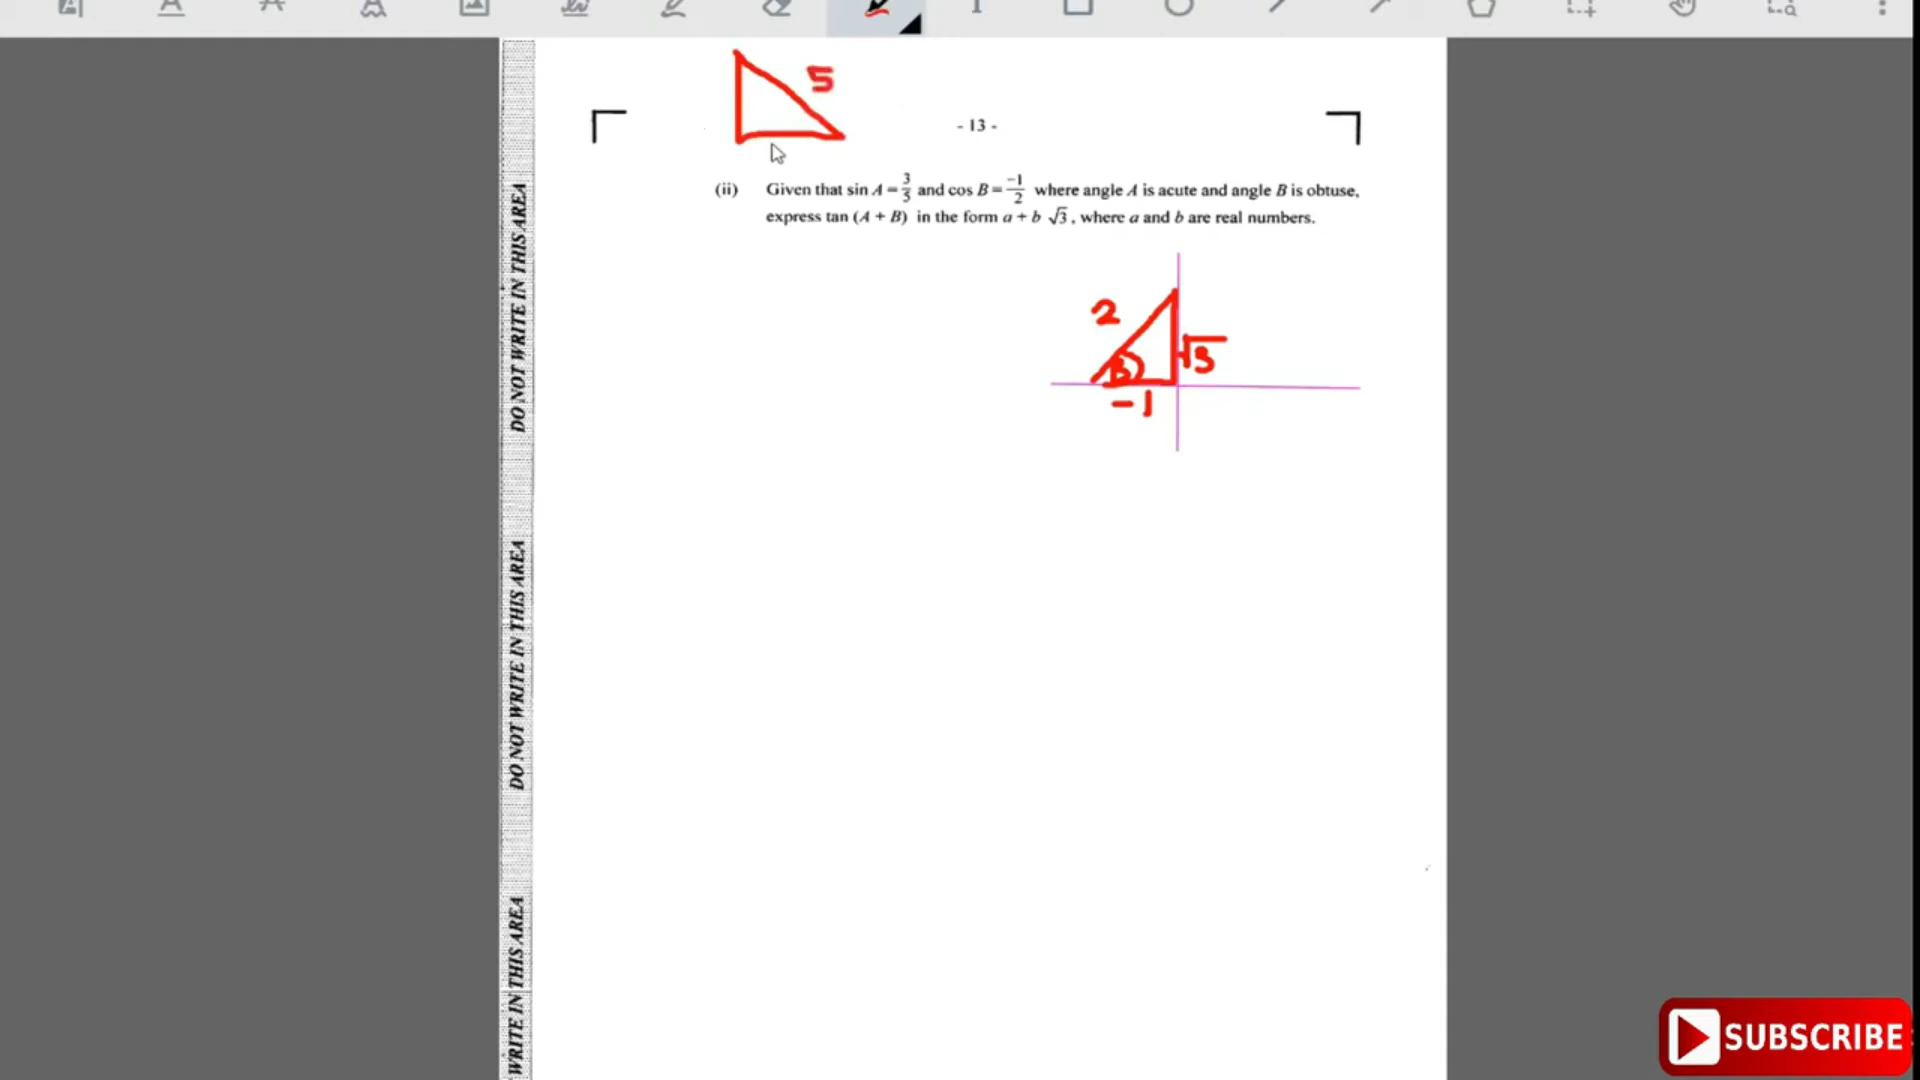 5
- 13 -
(ii) Given that sin A = 3/5 and cos B = -1/2 where angle A is acute and angle B is obtuse,
express tan (A + B) in the form a + b √3 , where a and b are real numbers.
2
√3
B
-1
DO NOT WRITE IN THIS AREA
DO NOT WRITE IN THIS AREA
WRITE IN THIS AREA
SUBSCRIBE